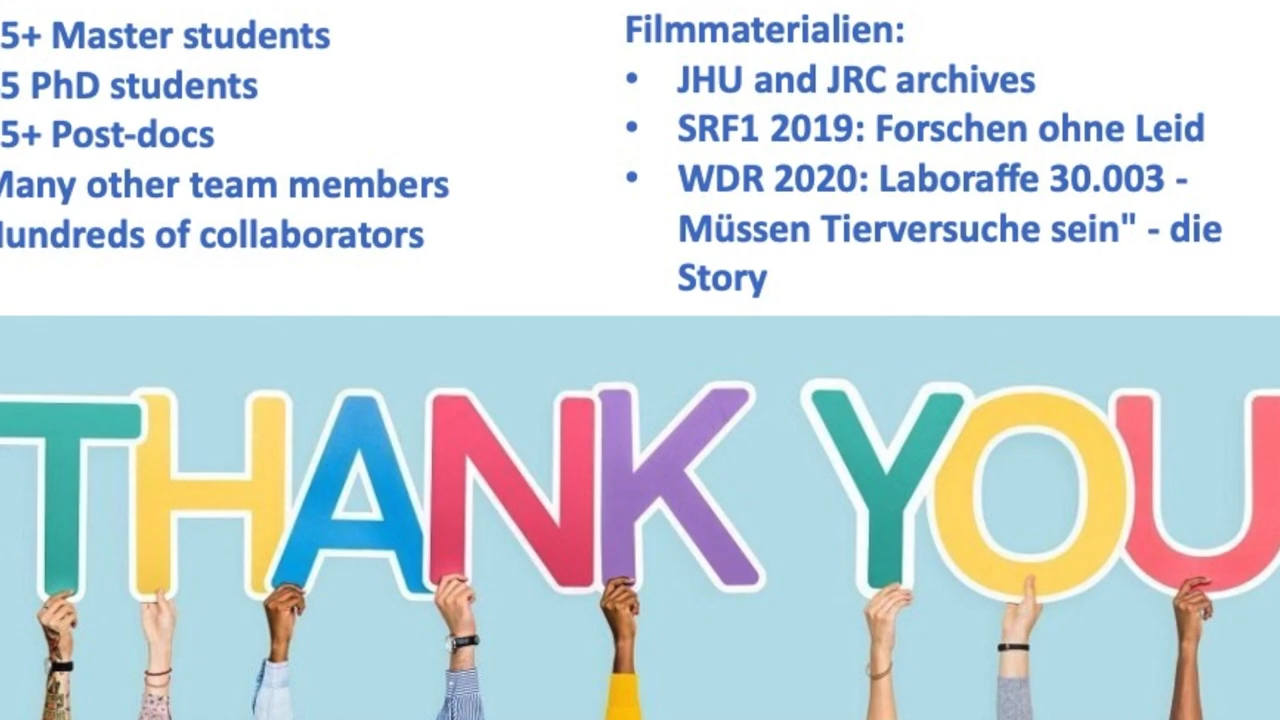 5+ Master students
5 PhD students
5+ Post-docs
Many other team members
Hundreds of collaborators
Filmmaterialien:
• JHU and JRC archives
• SRF1 2019: Forschen ohne Leid
• WDR 2020: Laboraffe 30.003 -
Müssen Tierversuche sein" - die
Story
THANK YOU